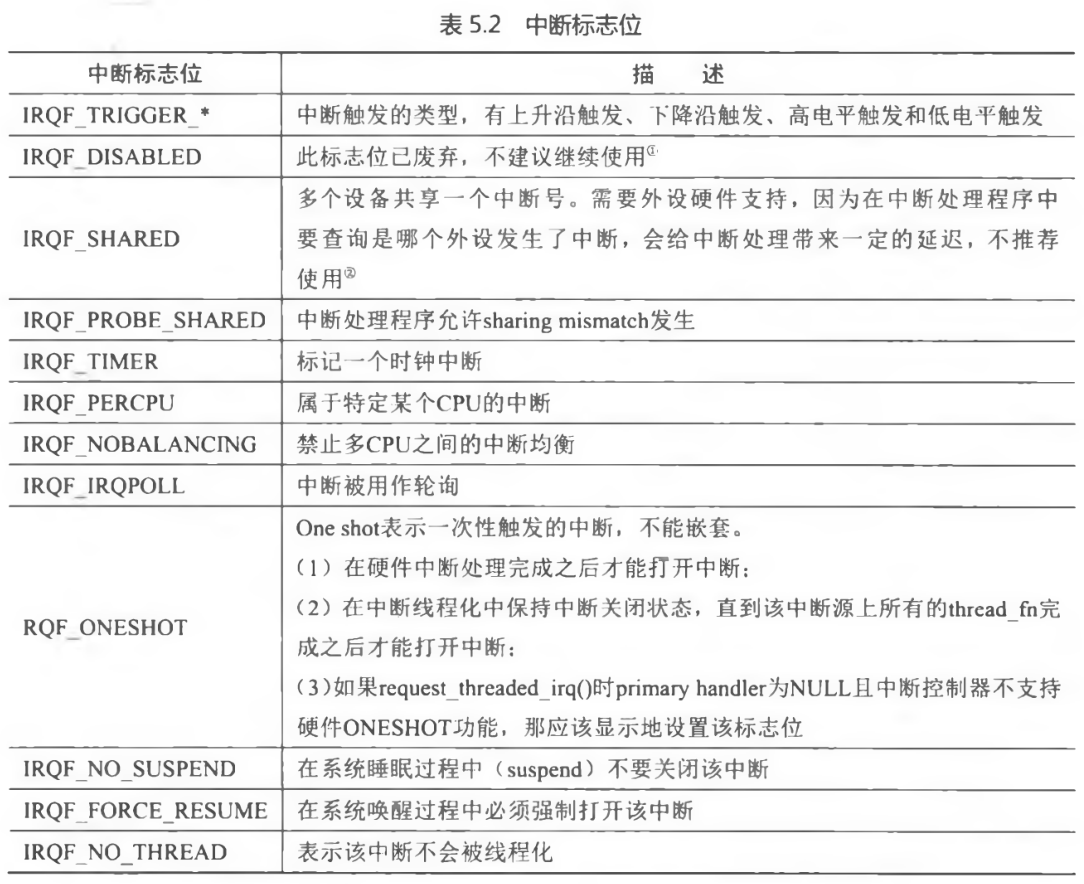 表 5.2 中断标志位
中断标志位 描 述
IRQF_TRIGGER_* 中断触发的类型，有上升沿触发、下降沿触发、高电平触发和低电平触发
IRQF_DISABLED 此标志位已废弃，不建议继续使用①
IRQF_SHARED
多个设备共享一个中断号。需要外设硬件支持，因为在中断处理程序中
要查询是哪个外设发生了中断，会给中断处理带来一定的延迟，不推荐
使用②
IRQF_PROBE_SHARED 中断处理程序允许sharing mismatch发生
IRQF_TIMER 标记一个时钟中断
IRQF_PERCPU 属于特定某个CPU的中断
IRQF_NOBALANCING 禁止多CPU之间的中断均衡
IRQF_IRQPOLL 中断被用作轮询
RQF_ONESHOT
One shot表示一次性触发的中断，不能嵌套。
（1）在硬件中断处理完成之后才能打开中断；
（2）在中断线程化中保持中断关闭状态，直到该中断源上所有的thread_fn完
成之后才能打开中断；
（3）如果request_threaded_irq()时primary handler为NULL且中断控制器不支持
硬件ONESHOT功能，那应该显示地设置该标志位
IRQF_NO_SUSPEND 在系统睡眠过程中（suspend）不要关闭该中断
IRQF_FORCE_RESUME 在系统唤醒过程中必须强制打开该中断
IRQF_NO_THREAD 表示该中断不会被线程化